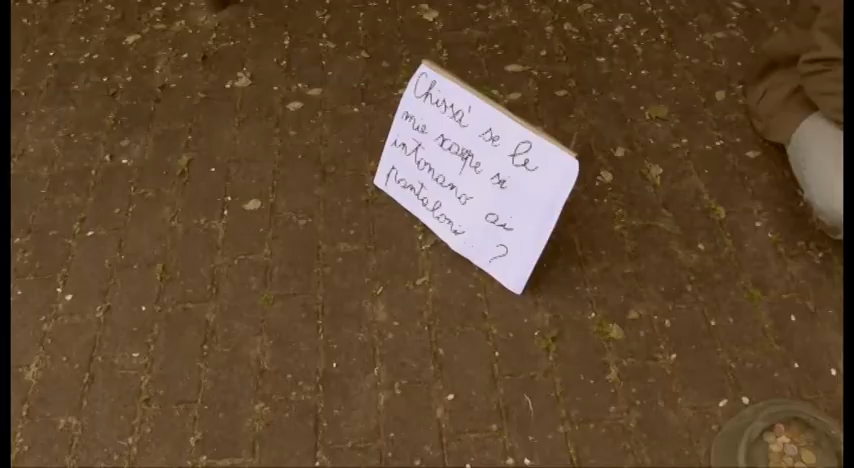 Chissà se le
mie scarpe si
intonano ai
pantaloni...?